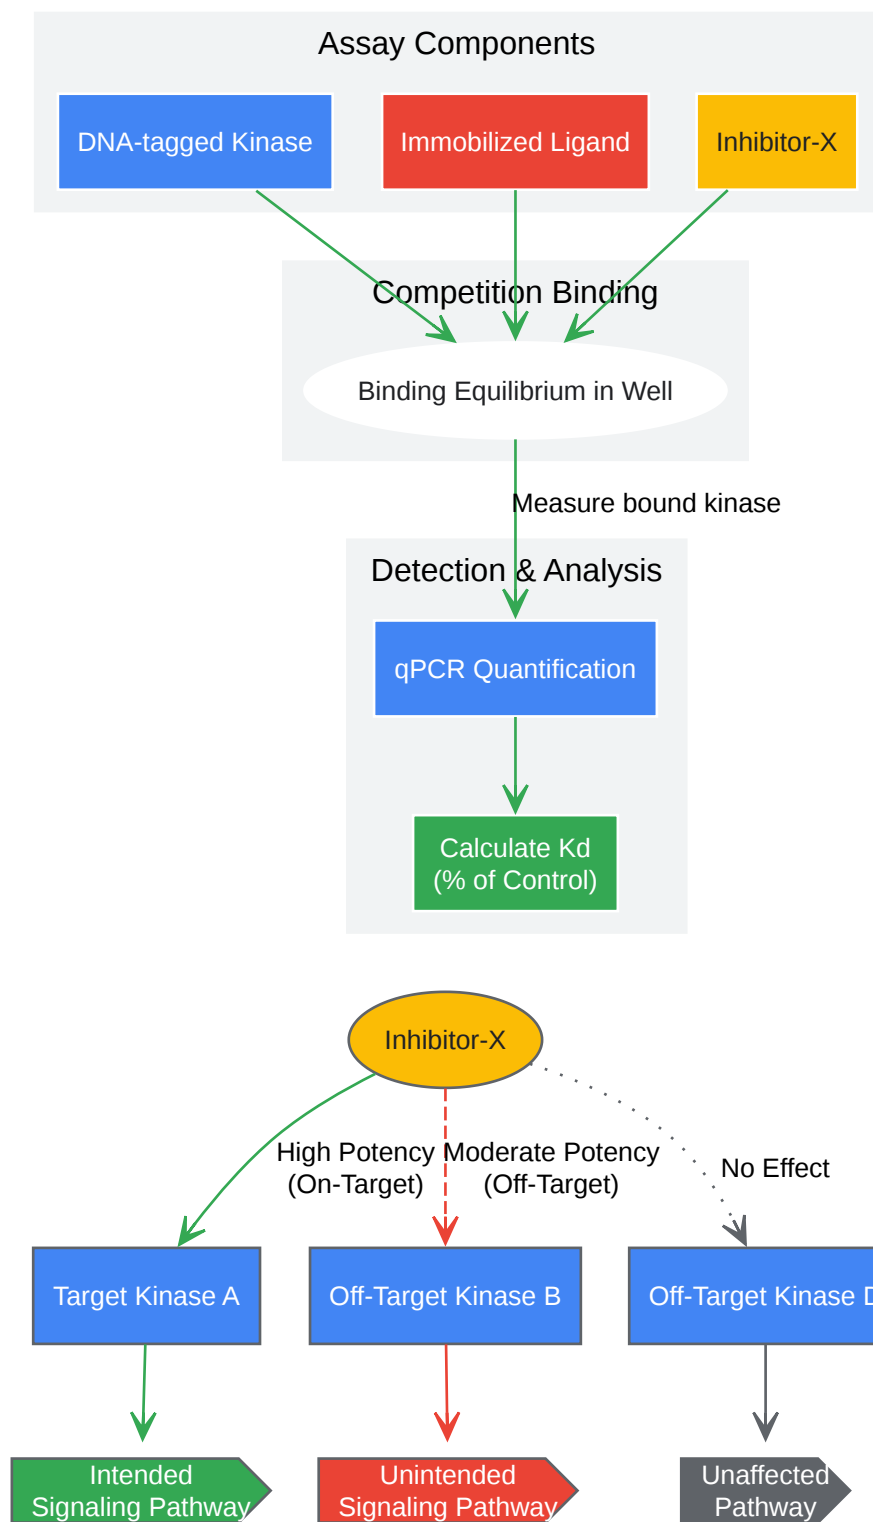 Assay Components
DNA-tagged Kinase
Immobilized Ligand
Inhibitor-X
Competition Binding
Binding Equilibrium in Well
Measure bound kinase
Detection & Analysis
qPCR Quantification
Calculate Kd
(% of Control)
Inhibitor-X
High Potency
(On-Target)
Moderate Potency
(Off-Target)
No Effect
Target Kinase A
Off-Target Kinase B
Off-Target Kinase D
Intended
Signaling Pathway
Unintended
Signaling Pathway
Unaffected
Pathway